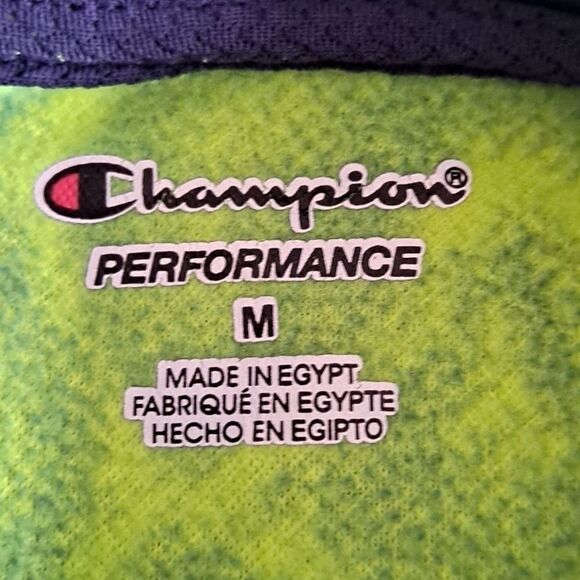 Champion®
PERFORMANCE
M
MADE IN EGYPT
FABRIQUÉ EN EGYPTE
HECHO EN EGIPTO